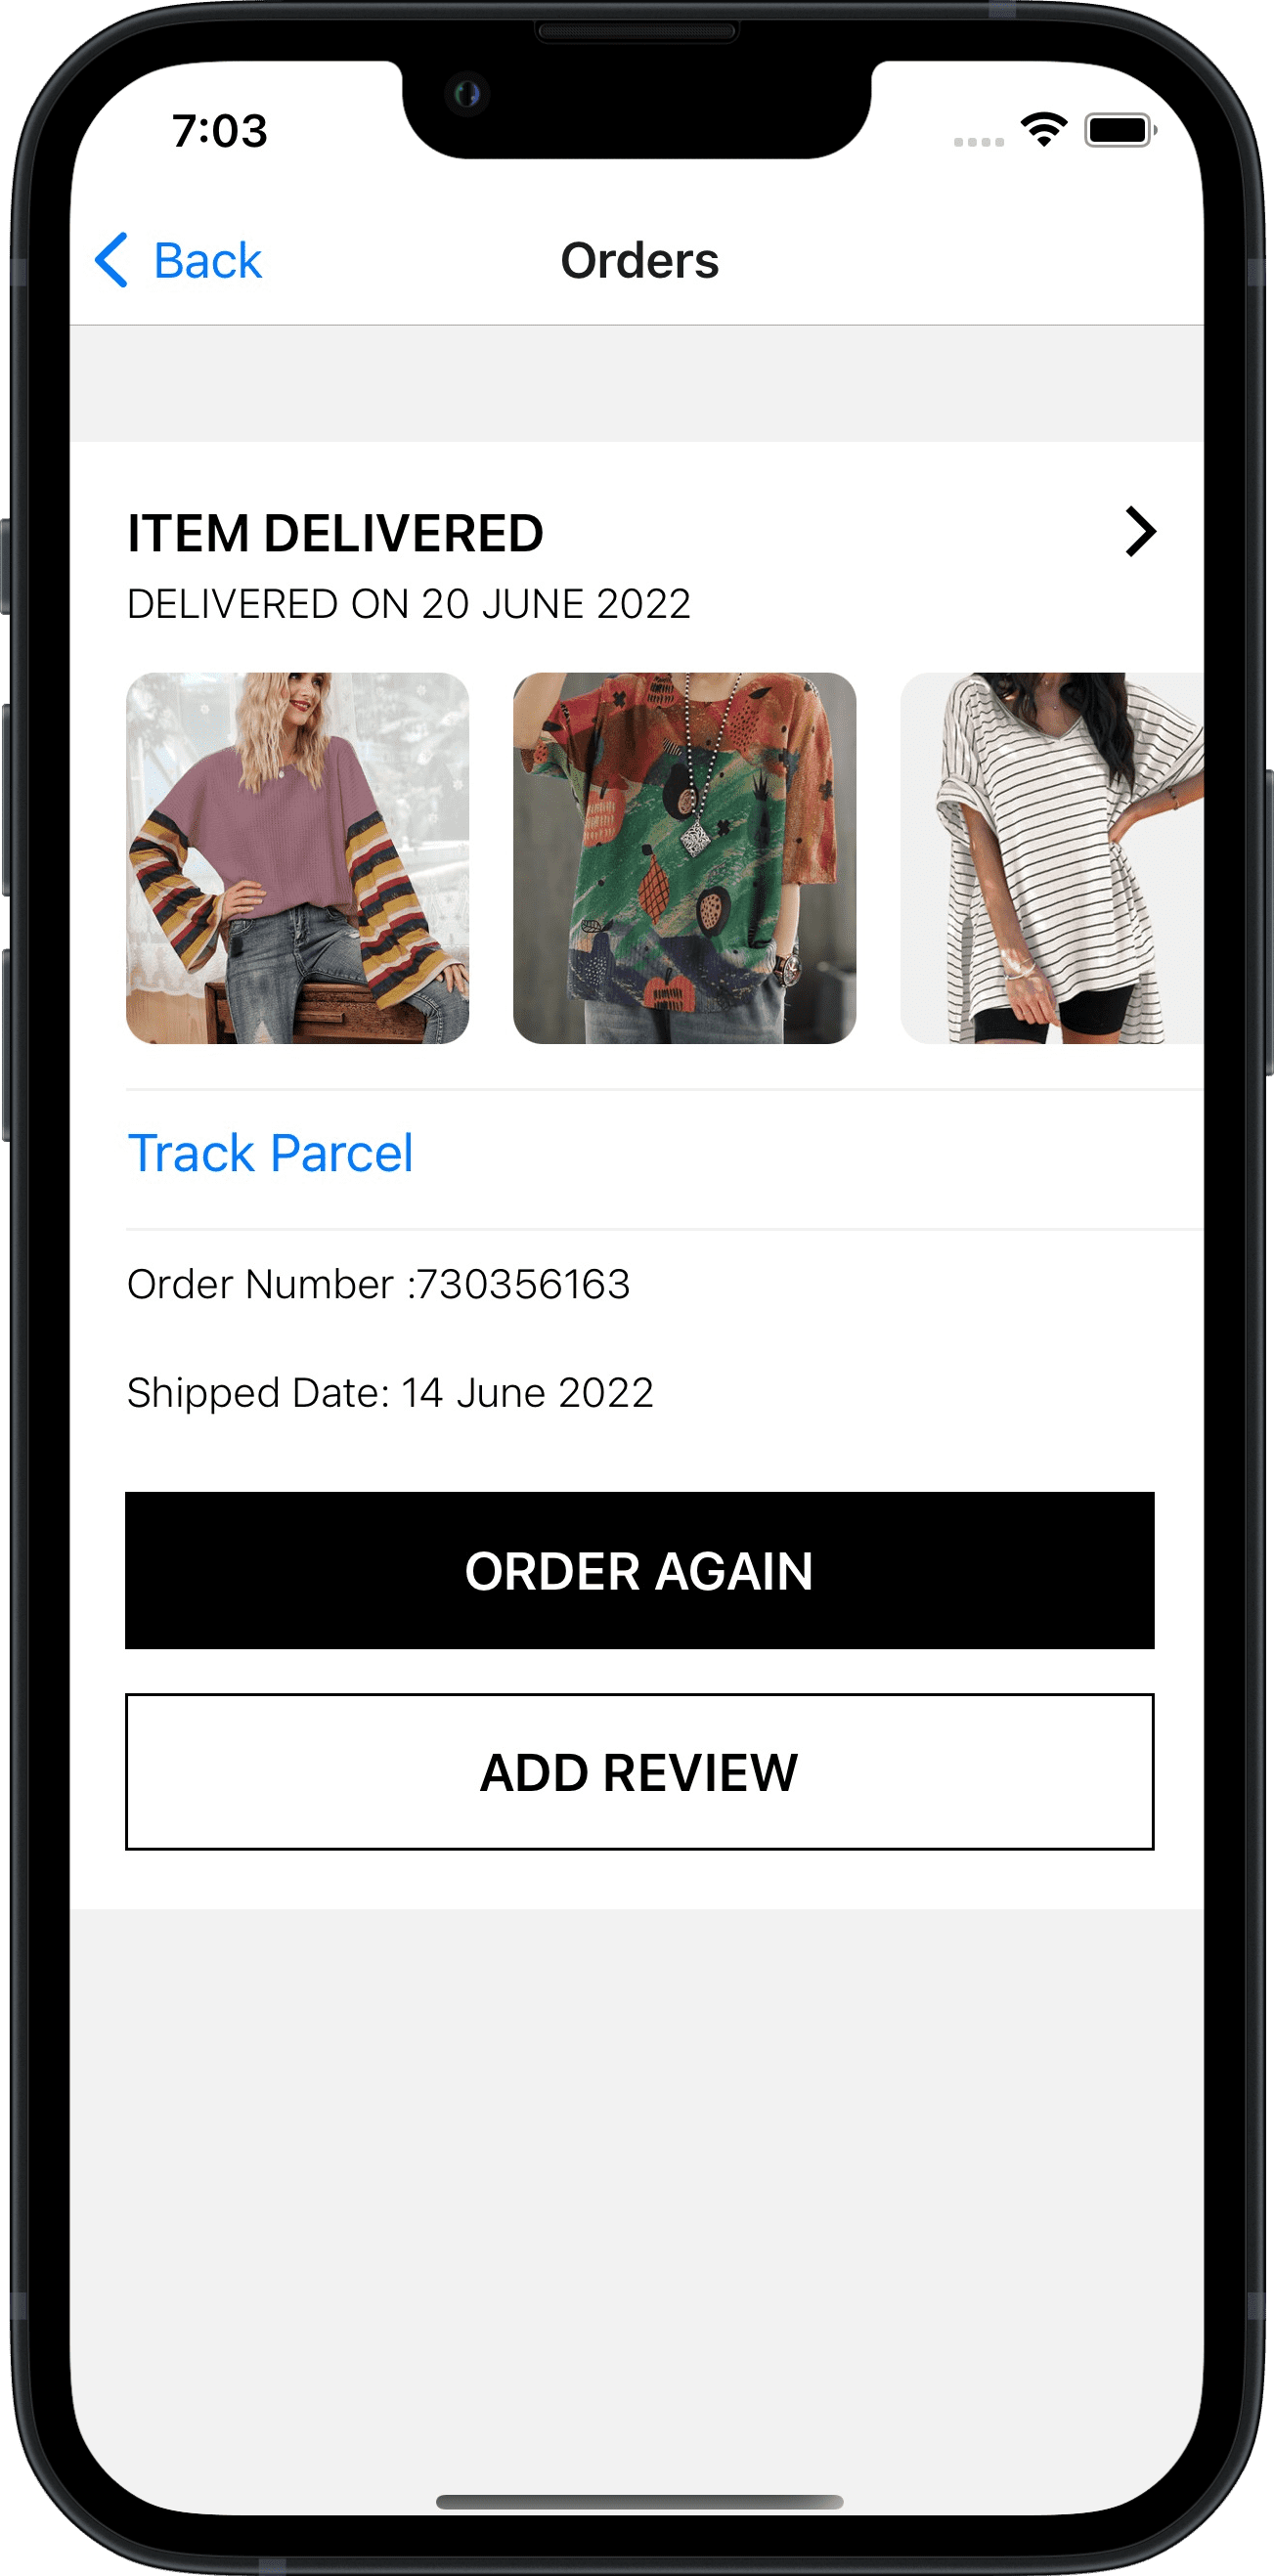 7:03
Back
Orders
ITEM DELIVERED
DELIVERED ON 20 JUNE 2022
Track Parcel
Order Number :730356163
Shipped Date: 14 June 2022
ORDER AGAIN
ADD REVIEW